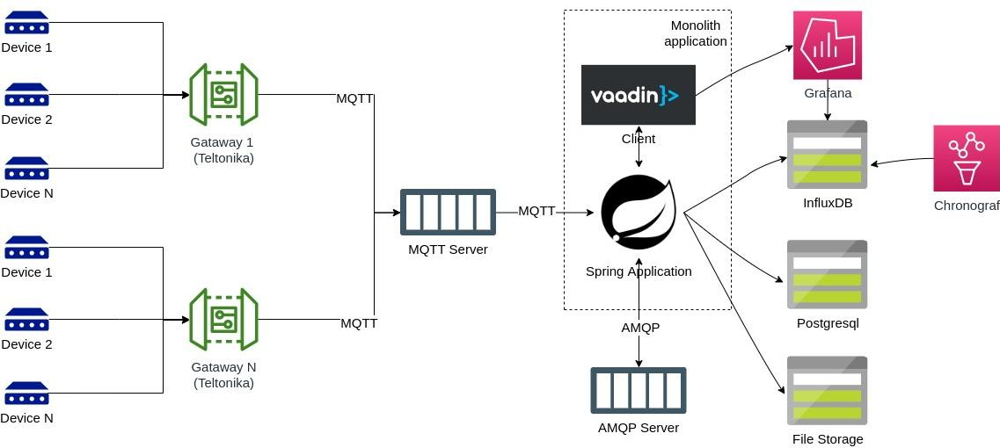 Device 1
Device 2
Device N
Gataway 1
(Teltonika)
MQTT
Device 1
Device 2
Device N
Gataway N
(Teltonika)
MQTT
MQTT Server
MQTT
Monolith
application
vaadin}>
Client
Spring Application
AMQP
AMQP Server
Grafana
InfluxDB
Chronograf
Postgresql
File Storage